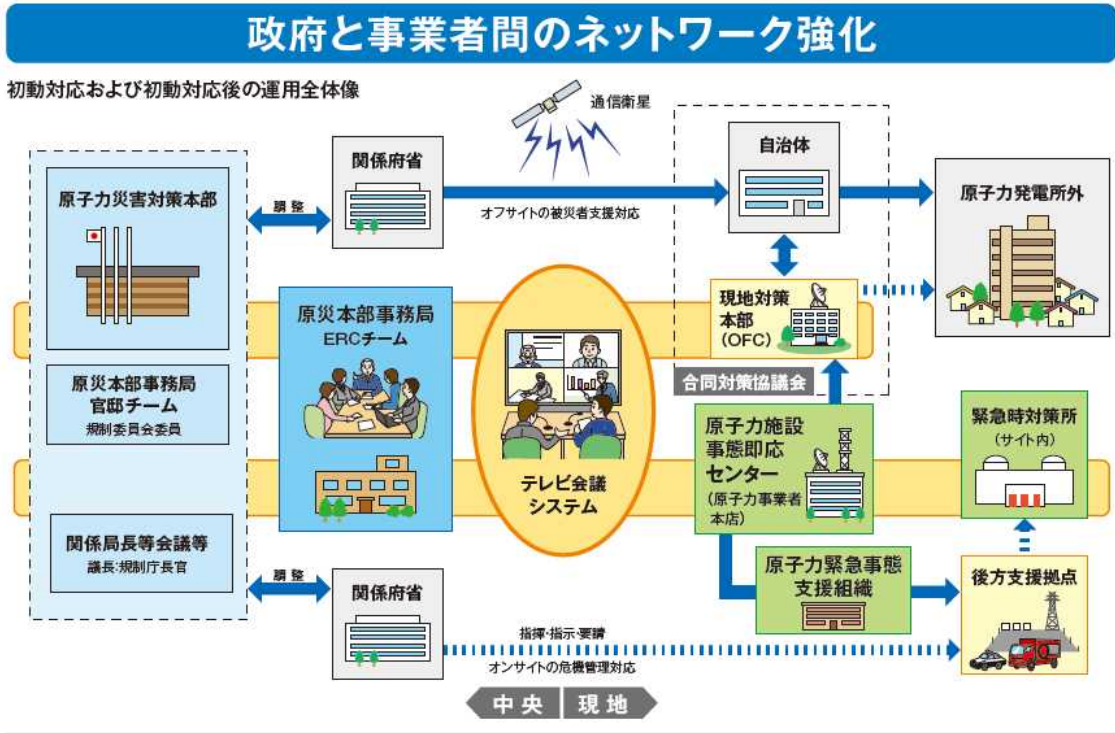 政府と事業者間のネットワーク強化
初動対応および初動対応後の運用全体像
通信衛星
関係府省
自治体
原子力災害対策本部
調整
オフサイトの被災者支援対応
原子力発電所外
原災本部事務局
ERCチーム
現地対策
本部
(OFC)
合同対策協議会
原災本部事務局
官邸チーム
規制委員会委員
テレビ会議
システム
原子力施設
事態即応
センター
(原子力事業者
本店)
緊急時対策所
(サイト内)
関係局長等会議等
議長:規制庁長官
調整
関係府省
原子力緊急事態
支援組織
後方支援拠点
指揮・指示・要請
オンサイトの危機管理対応
中央
現地